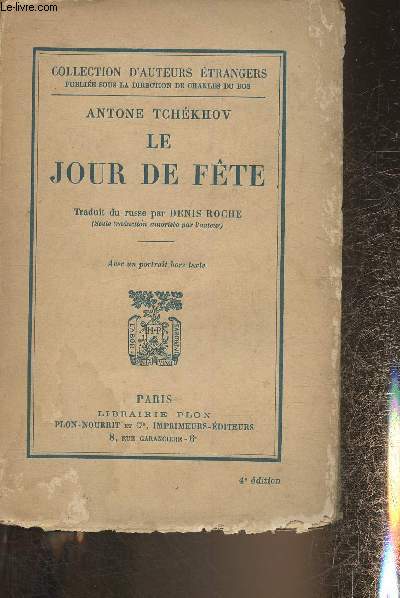 www.Le-Livre.com
COLLECTION D'AUTEURS ÉTRANGERS
PUBLIÉE SOUS LA DIRECTION DE CHARLES DU BOS
ANTONE TCHÉKHOV
LE
JOUR DE FÊTE
Traduit du russe par DENIS ROCHE
(Seule traduction autorisée par l'auteur)
Avec un portrait hors texte
LABOR
H·P
PARIS
LIBRAIRIE PLON
PLON-NOURRIT ET Cie, IMPRIMEURS-ÉDITEURS
8, RUE GARANCIÈRE - 6e
4e édition